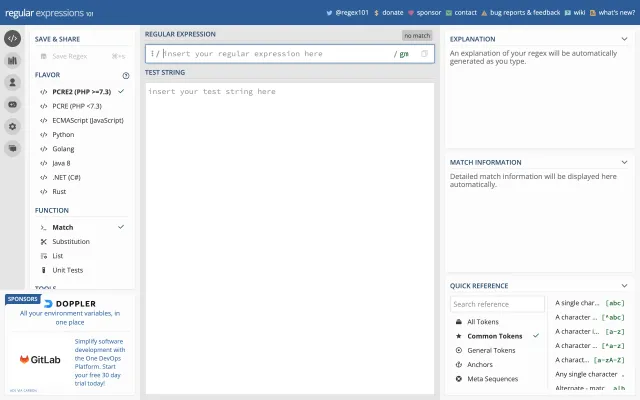 regular expressions 101
@regex101
$ donate
sponsor
contact
bug reports & feedback
wiki
what's new?
SAVE & SHARE
Save Regex
⌘+s
FLAVOR
</> PCRE2 (PHP >=7.3)
</> PCRE (PHP <7.3)
</> ECMAScript (JavaScript)
</> Python
</> Golang
</> Java 8
</> .NET (C#)
</> Rust
FUNCTION
Match
Substitution
List
Unit Tests
TOOLS
SPONSORS
DOPPLER
All your environment variables, in
one place
GitLab
Simplify software
development with
the One DevOps
Platform. Start
your free 30 day
trial today!
ADS VIA CARBON
REGULAR EXPRESSION
no match
/ insert your regular expression here
/ gm
TEST STRING
insert your test string here
EXPLANATION
An explanation of your regex will be automatically
generated as you type.
MATCH INFORMATION
Detailed match information will be displayed here
automatically.
QUICK REFERENCE
Search reference
All Tokens
Common Tokens
General Tokens
Anchors
Meta Sequences
A single char... [abc]
A character ... [^abc]
A character i... [a-z]
A character ... [^a-z]
A charact... [a-zA-Z]
Any single character .
Alternate - matc... a|b